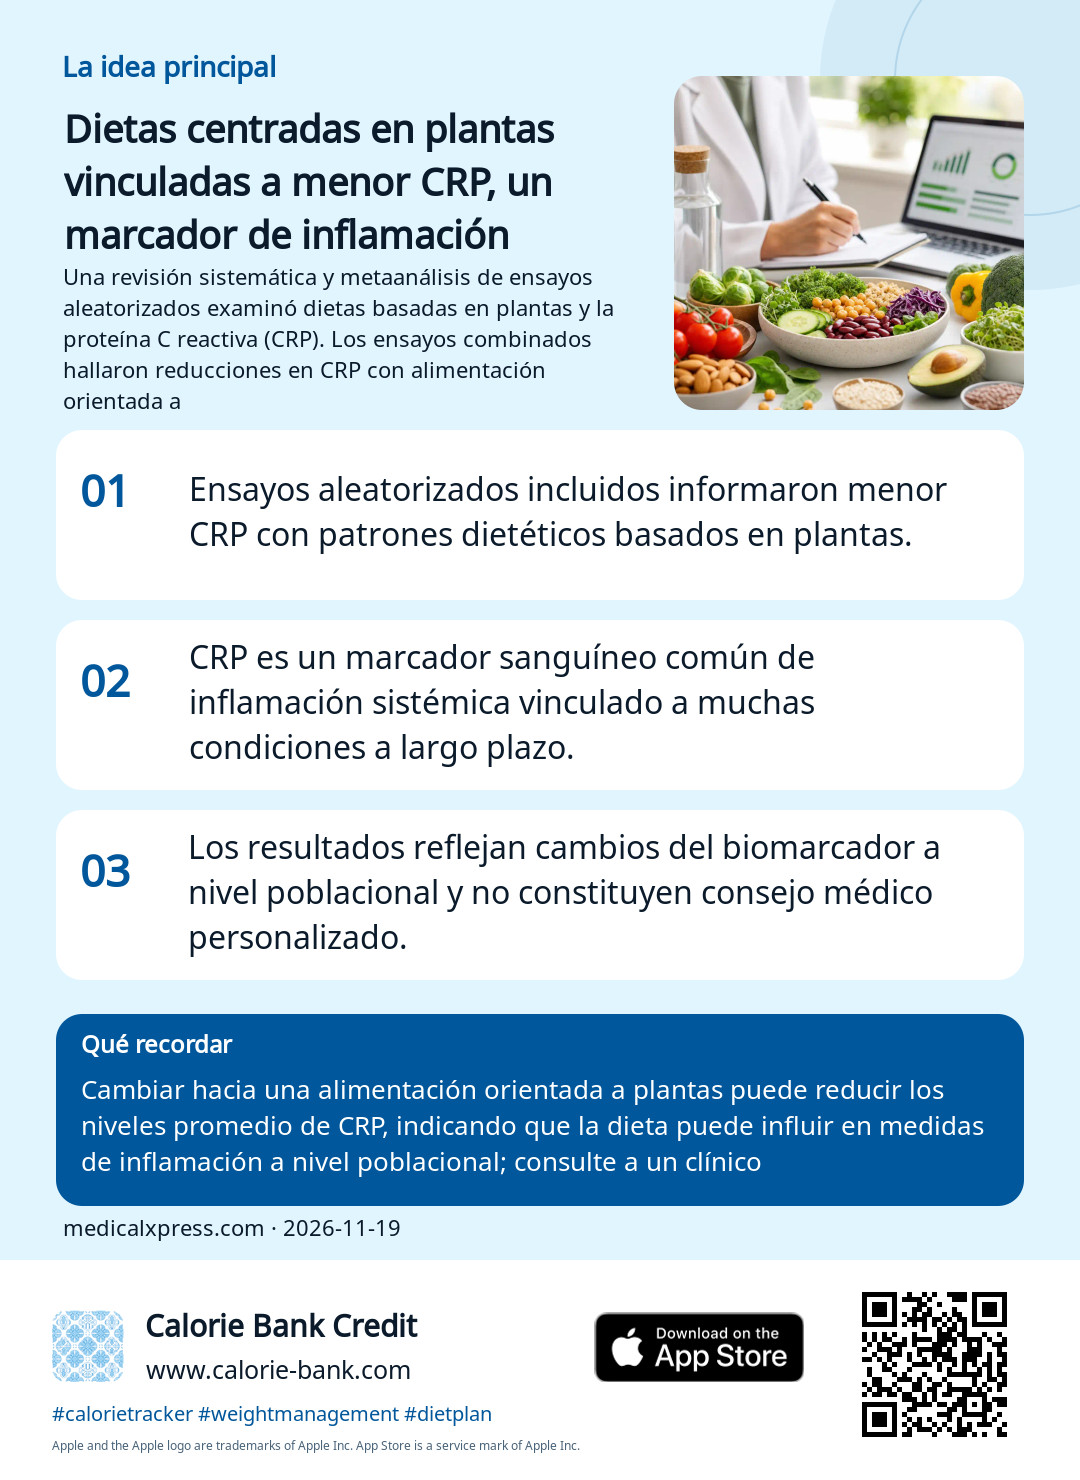 La idea principal
Dietas centradas en plantas
vinculadas a menor CRP, un
marcador de inflamación
Una revisión sistemática y metaanálisis de ensayos
aleatorizados examinó dietas basadas en plantas y la
proteína C reactiva (CRP). Los ensayos combinados
hallaron reducciones en CRP con alimentación
orientada a
01
Ensayos aleatorizados incluidos informaron menor
CRP con patrones dietéticos basados en plantas.
02
CRP es un marcador sanguíneo común de
inflamación sistémica vinculado a muchas
condiciones a largo plazo.
03
Los resultados reflejan cambios del biomarcador a
nivel poblacional y no constituyen consejo médico
personalizado.
Qué recordar
Cambiar hacia una alimentación orientada a plantas puede reducir los
niveles promedio de CRP, indicando que la dieta puede influir en medidas
de inflamación a nivel poblacional; consulte a un clínico
medicalxpress.com · 2026-11-19
Calorie Bank Credit
www.calorie-bank.com
#calorietracker #weightmanagement #dietplan
Apple and the Apple logo are trademarks of Apple Inc. App Store is a service mark of Apple Inc.
Download on the
App Store